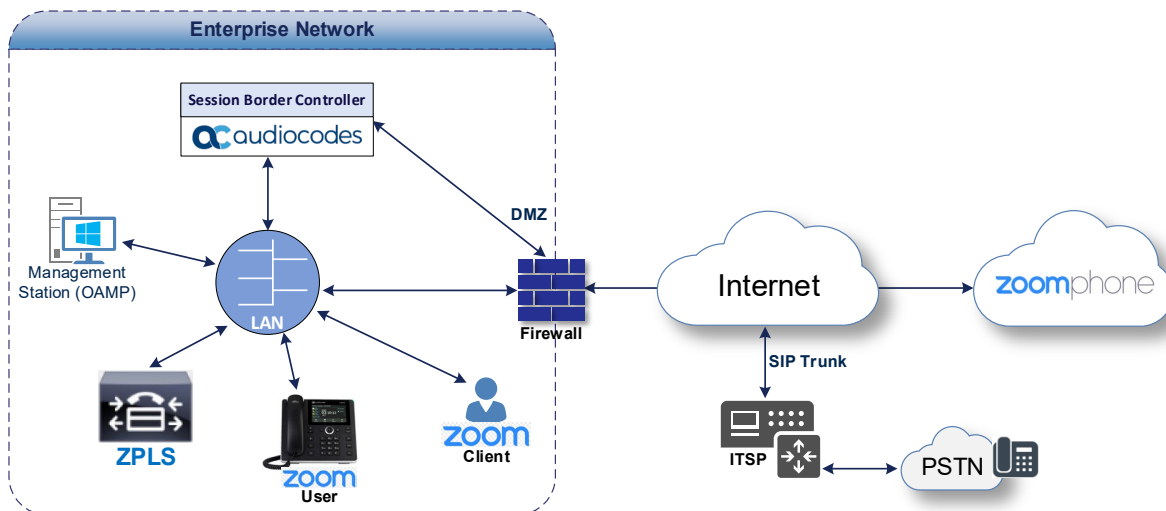 Enterprise Network
Session Border Controller
audiocodes
DMZ
Management
Station (OAMP)
LAN
Firewall
Internet
zoomphone
SIP Trunk
ZPLS
zoom
User
zoom
Client
ITSP
PSTN